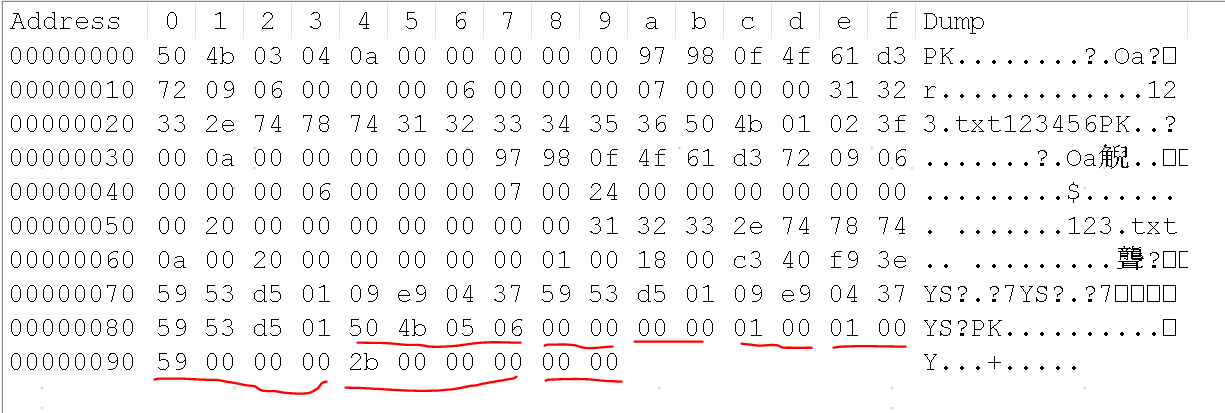 Address 0 1 2 3 4 5 6 7 8 9 a b c d e f Dump
00000000 50 4b 03 04 0a 00 00 00 00 00 97 98 0f 4f 61 d3 PK........?.Oa?□
00000010 72 09 06 00 00 00 06 00 00 00 07 00 00 00 31 32 r.............12
00000020 33 2e 74 78 74 31 32 33 34 35 36 50 4b 01 02 3f 3.txt123456PK..?
00000030 00 0a 00 00 00 00 00 97 98 0f 4f 61 d3 72 09 06 .......?.Oa觬..□□
00000040 00 00 00 06 00 00 00 07 00 24 00 00 00 00 00 00 .........$......
00000050 00 20 00 00 00 00 00 00 00 31 32 33 2e 74 78 74 . .......123.txt
00000060 0a 00 20 00 00 00 00 00 01 00 18 00 c3 40 f9 3e .. .........聾?□□
00000070 59 53 d5 01 09 e9 04 37 59 53 d5 01 09 e9 04 37 YS?.?7YS?.?7□□□□
00000080 59 53 d5 01 50 4b 05 06 00 00 00 00 01 00 01 00 YS?PK..........□
00000090 59 00 00 00 2b 00 00 00 00 00 Y...+.....